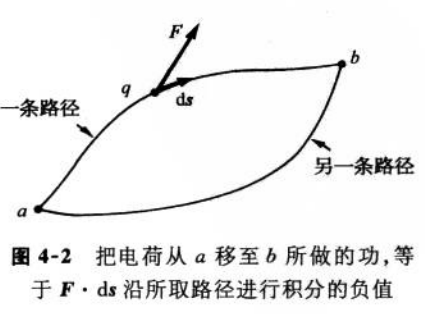 F
b
q
ds
一条路径
另一条路径
a
图 4-2 把电荷从 a 移至 b 所做的功,等
于 F · ds 沿所取路径进行积分的负值